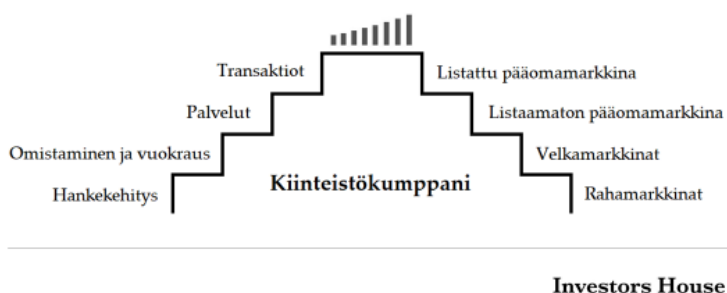 Transaktiot
Listattu pääomamarkkina
Palvelut
Listaamaton pääomamarkkina
Omistaminen ja vuokraus
Velkamarkkinat
Hankekehitys
Kiinteistökumppani
Rahamarkkinat
Investors House